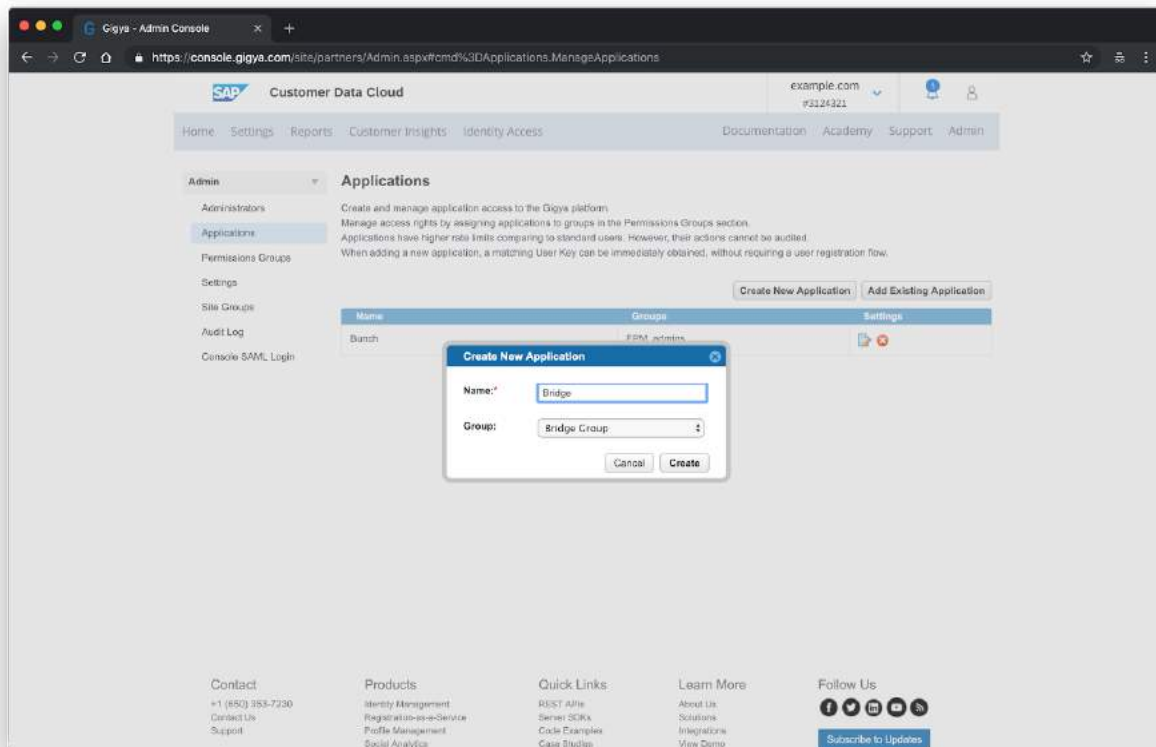 Gigya - Admin Console
https://console.gigya.com/site/partners/Admin.aspx#cmd%3DApplications.ManageApplications
SAP Customer Data Cloud
example.com
#3124321
1
Home Settings Reports Customer Insights Identity Access Documentation Academy Support Admin
Admin
Administrators
Applications
Permissions Groups
Settings
Site Groups
Audit Log
Console SAML Login
Applications
Create and manage application access to the Gigya platform.
Manage access rights by assigning applications to groups in the Permissions Groups section.
Applications have higher rate limits comparing to standard users. However, their actions cannot be audited.
When adding a new application, a matching User Key can be immediately obtained, without requiring a user registration flow.
Create New Application Add Existing Application
Name Groups Settings
Bunch EPM_admins
Create New Application
Name:* Bridge
Group: Bridge Group
Cancel Create
Contact
+1 (650) 353-7230
Contact Us
Support
Products
Identity Management
Registration-as-a-Service
Profile Management
Social Analytics
Quick Links
REST APIs
Server SDKs
Code Examples
Case Studies
Learn More
About Us
Solutions
Integrations
View Demo
Follow Us
Subscribe to Updates